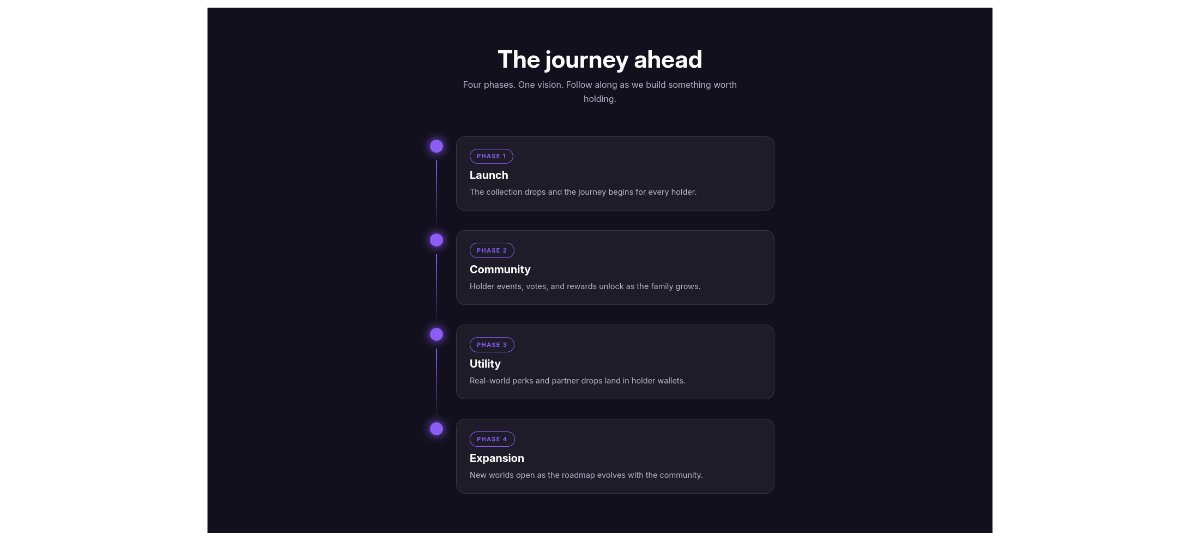 The journey ahead
Four phases. One vision. Follow along as we build something worth
holding.
PHASE 1
Launch
The collection drops and the journey begins for every holder.
PHASE 2
Community
Holder events, votes, and rewards unlock as the family grows.
PHASE 3
Utility
Real-world perks and partner drops land in holder wallets.
PHASE 4
Expansion
New worlds open as the roadmap evolves with the community.